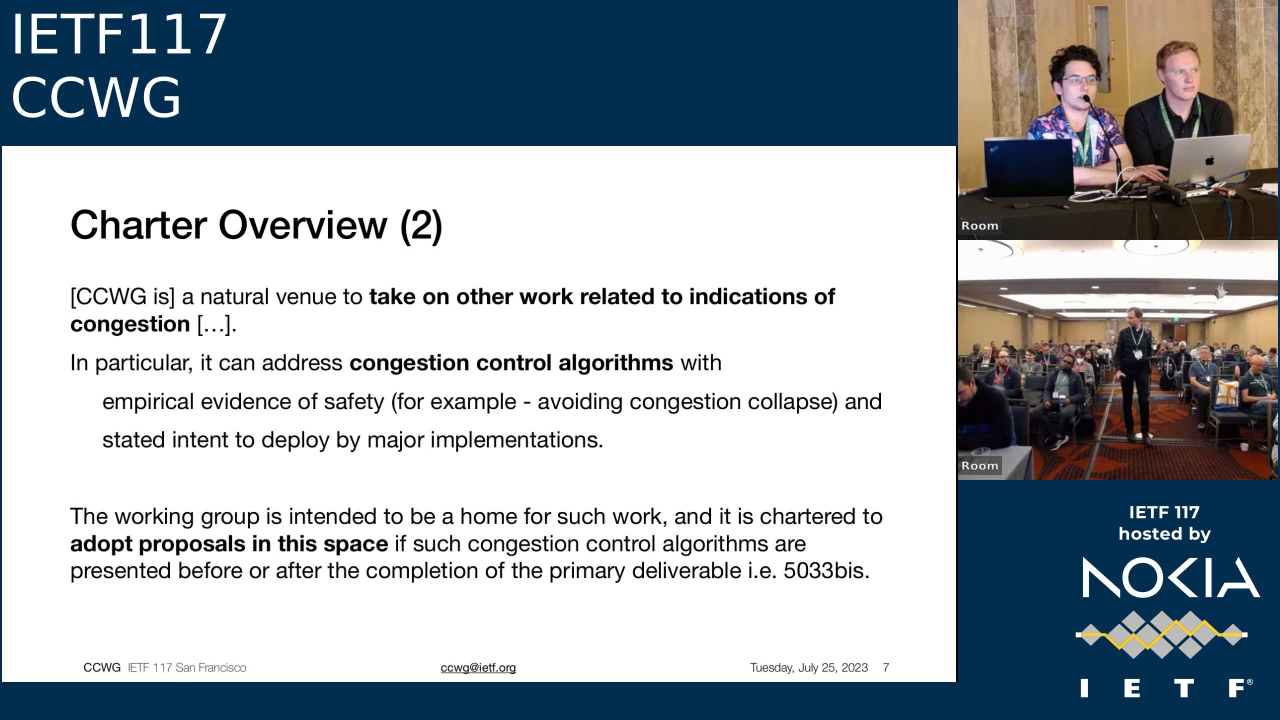 IETF117
CCWG
Charter Overview (2)
[CCWG is] a natural venue to take on other work related to indications of
congestion […].
In particular, it can address congestion control algorithms with
empirical evidence of safety (for example - avoiding congestion collapse) and
stated intent to deploy by major implementations.
The working group is intended to be a home for such work, and it is chartered to
adopt proposals in this space if such congestion control algorithms are
presented before or after the completion of the primary deliverable i.e. 5033bis.
CCWG IETF 117 San Francisco
ccwg@ietf.org
Tuesday, July 25, 2023 7
Room
Room
IETF 117
hosted by
NOKIA
I E T F®